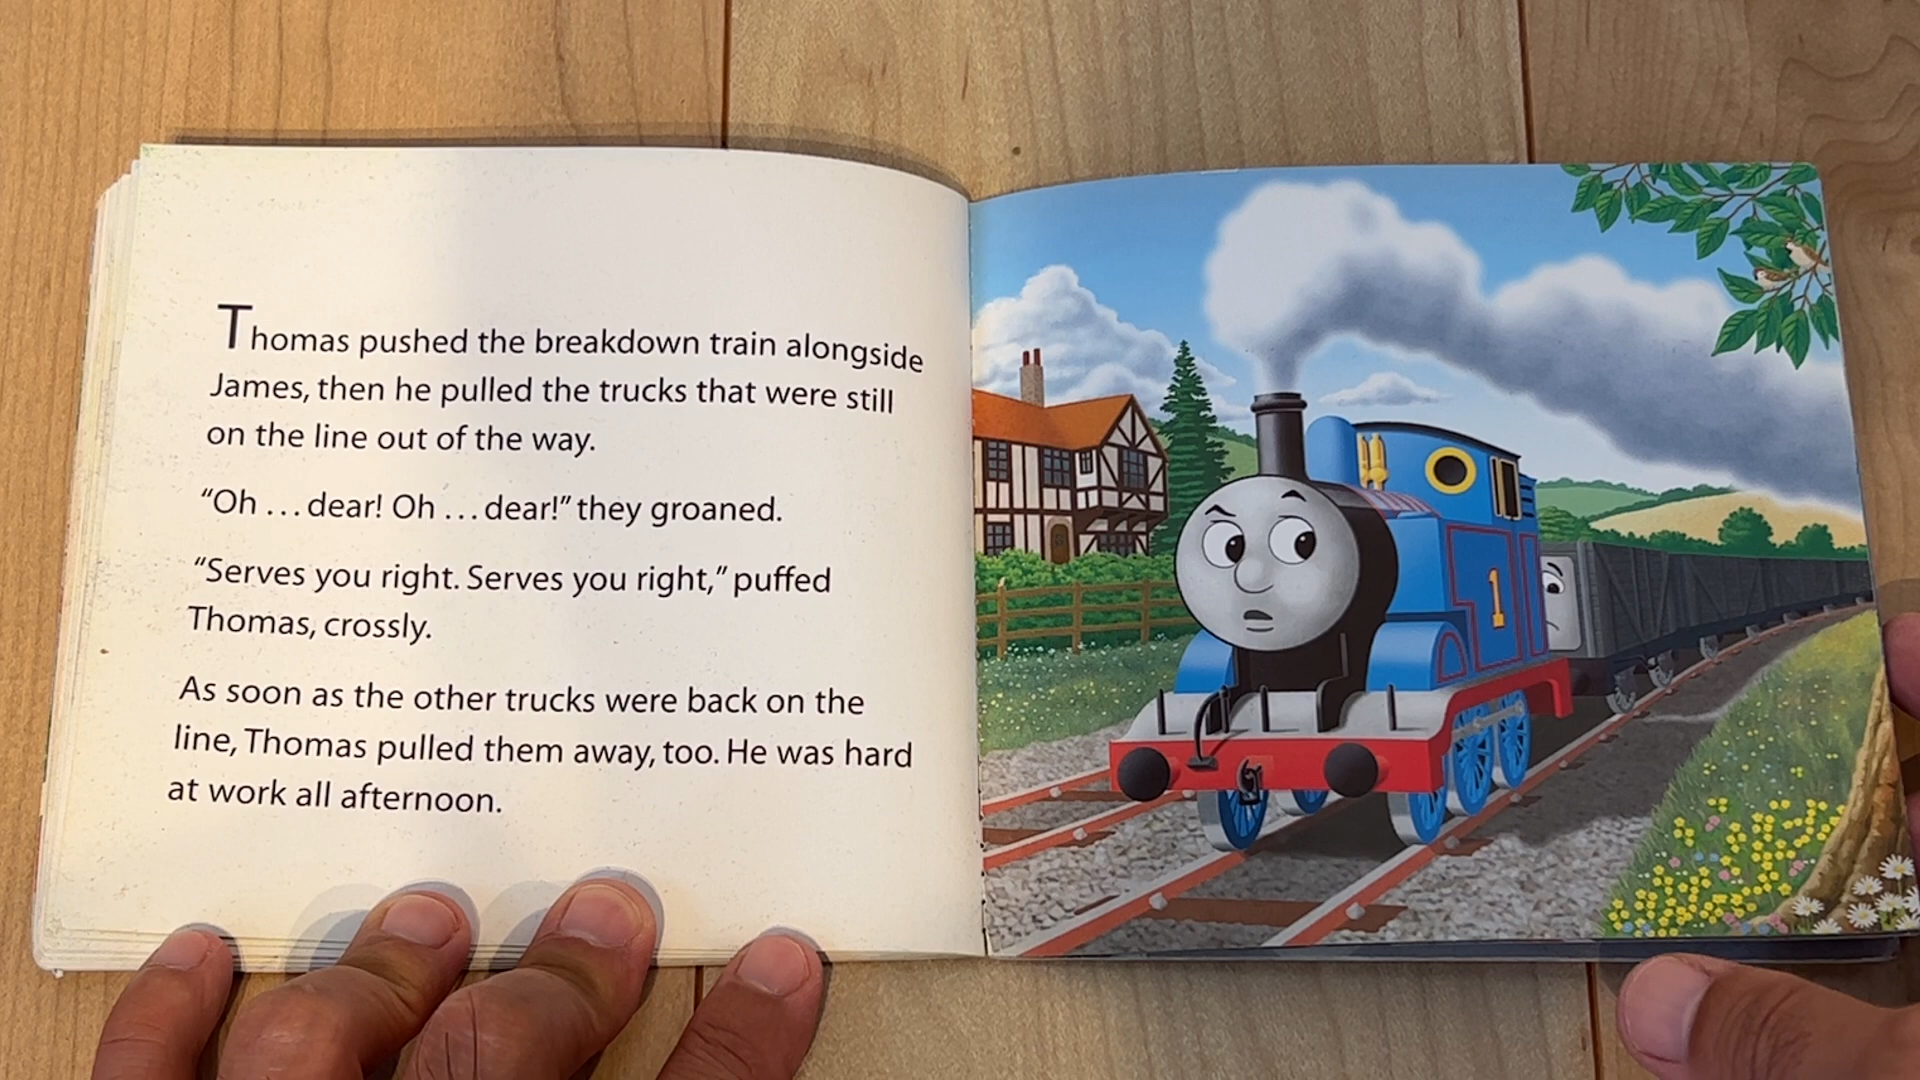 Thomas pushed the breakdown train alongside
James, then he pulled the trucks that were still
on the line out of the way.
“Oh ... dear! Oh ... dear!” they groaned.
“Serves you right. Serves you right,” puffed
Thomas, crossly.
As soon as the other trucks were back on the
line, Thomas pulled them away, too. He was hard
at work all afternoon.
1